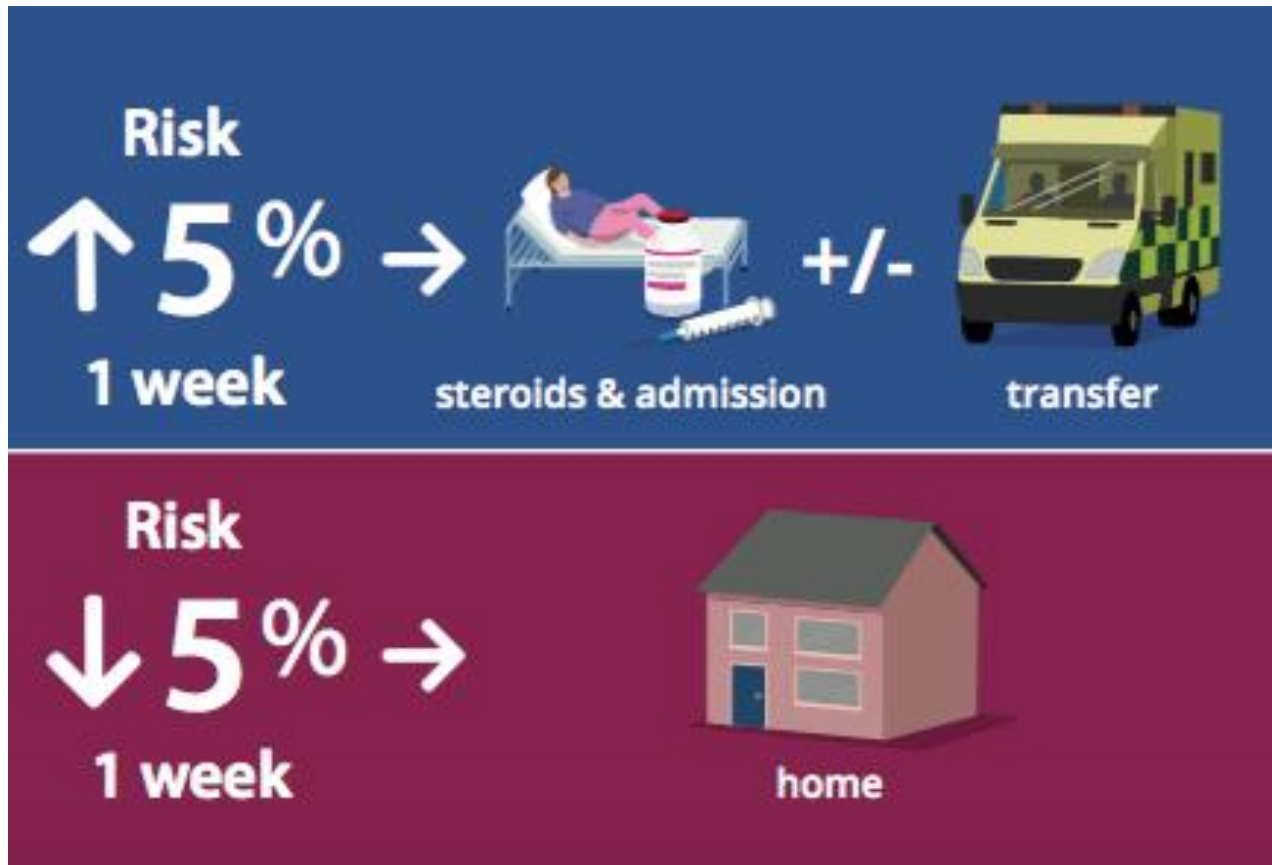 Risk
↑5%
→
+/-
1 week
steroids & admission
transfer
Risk
↓5%
→
1 week
home